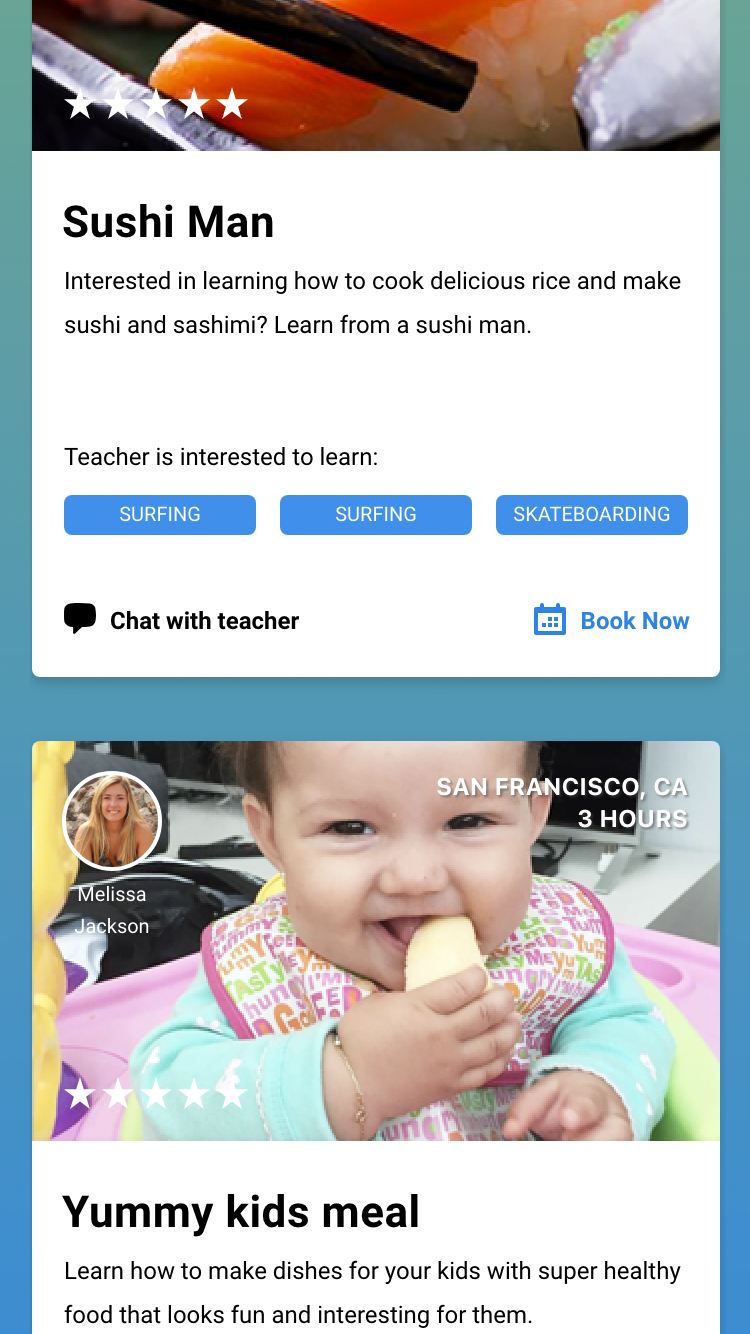 ★★★★★
Sushi Man
Interested in learning how to cook delicious rice and make
sushi and sashimi? Learn from a sushi man.
Teacher is interested to learn:
SURFING
SURFING
SKATEBOARDING
Chat with teacher
Book Now
SAN FRANCISCO, CA
3 HOURS
Melissa
Jackson
★★★★★
Yummy kids meal
Learn how to make dishes for your kids with super healthy
food that looks fun and interesting for them.